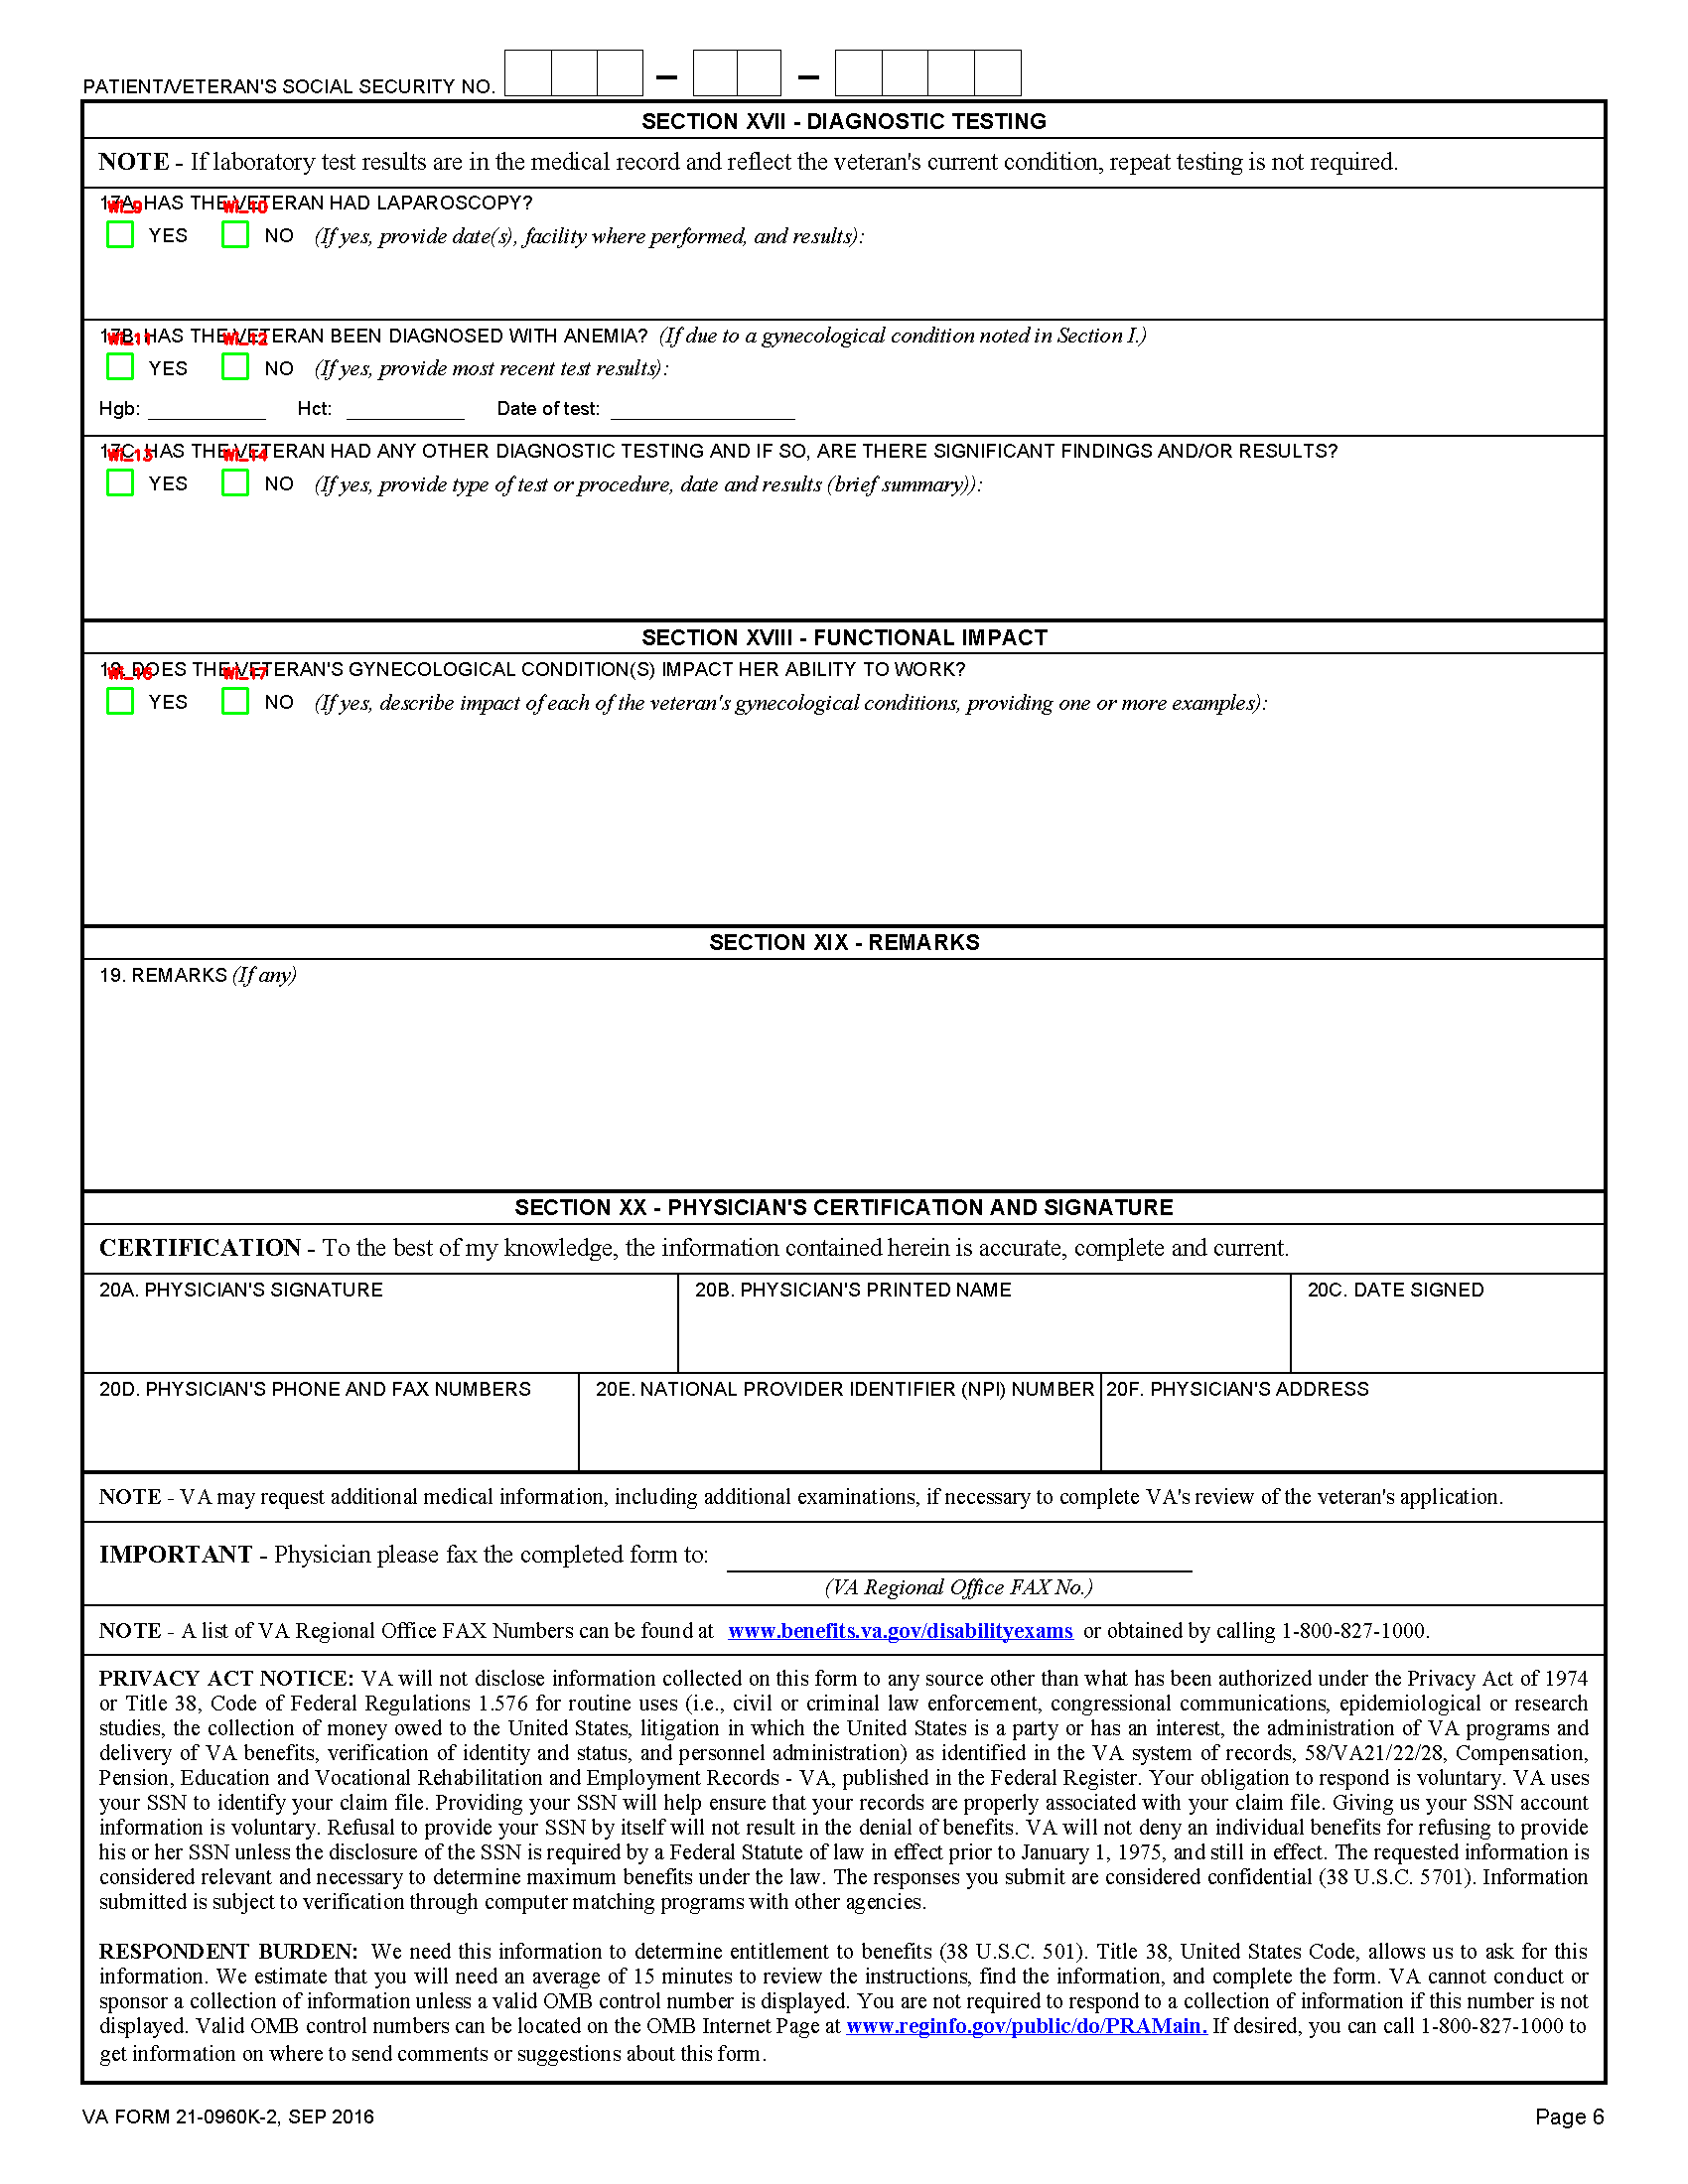 PATIENT/VETERAN'S SOCIAL SECURITY NO.
SECTION XVII - DIAGNOSTIC TESTING
NOTE - If laboratory test results are in the medical record and reflect the veteran's current condition, repeat testing is not required.
17A. HAS THE VETERAN HAD LAPAROSCOPY?
wi_9 wi_10
YES NO (If yes, provide date(s), facility where performed, and results):
17B. HAS THE VETERAN BEEN DIAGNOSED WITH ANEMIA? (If due to a gynecological condition noted in Section I.)
wi_11 wi_12
YES NO (If yes, provide most recent test results):
Hgb: Hct: Date of test:
17C. HAS THE VETERAN HAD ANY OTHER DIAGNOSTIC TESTING AND IF SO, ARE THERE SIGNIFICANT FINDINGS AND/OR RESULTS?
wi_13 wi_14
YES NO (If yes, provide type of test or procedure, date and results (brief summary)):
SECTION XVIII - FUNCTIONAL IMPACT
18. DOES THE VETERAN'S GYNECOLOGICAL CONDITION(S) IMPACT HER ABILITY TO WORK?
wi_17
YES NO (If yes, describe impact of each of the veteran's gynecological conditions, providing one or more examples):
SECTION XIX - REMARKS
19. REMARKS (If any)
SECTION XX - PHYSICIAN'S CERTIFICATION AND SIGNATURE
CERTIFICATION - To the best of my knowledge, the information contained herein is accurate, complete and current.
20A. PHYSICIAN'S SIGNATURE 20B. PHYSICIAN'S PRINTED NAME 20C. DATE SIGNED
20D. PHYSICIAN'S PHONE AND FAX NUMBERS 20E. NATIONAL PROVIDER IDENTIFIER (NPI) NUMBER 20F. PHYSICIAN'S ADDRESS
NOTE - VA may request additional medical information, including additional examinations, if necessary to complete VA's review of the veteran's application.
IMPORTANT - Physician please fax the completed form to:
(VA Regional Office FAX No.)
NOTE - A list of VA Regional Office FAX Numbers can be found at www.benefits.va.gov/disabilityexams or obtained by calling 1-800-827-1000.
PRIVACY ACT NOTICE: VA will not disclose information collected on this form to any source other than what has been authorized under the Privacy Act of 1974
or Title 38, Code of Federal Regulations 1.576 for routine uses (i.e., civil or criminal law enforcement, congressional communications, epidemiological or research
studies, the collection of money owed to the United States, litigation in which the United States is a party or has an interest, the administration of VA programs and
delivery of VA benefits, verification of identity and status, and personnel administration) as identified in the VA system of records, 58/VA21/22/28, Compensation,
Pension, Education and Vocational Rehabilitation and Employment Records - VA, published in the Federal Register. Your obligation to respond is voluntary. VA uses
your SSN to identify your claim file. Providing your SSN will help ensure that your records are properly associated with your claim file. Giving us your SSN account
information is voluntary. Refusal to provide your SSN by itself will not result in the denial of benefits. VA will not deny an individual benefits for refusing to provide
his or her SSN unless the disclosure of the SSN is required by a Federal Statute of law in effect prior to January 1, 1975, and still in effect. The requested information is
considered relevant and necessary to determine maximum benefits under the law. The responses you submit are considered confidential (38 U.S.C. 5701). Information
submitted is subject to verification through computer matching programs with other agencies.
RESPONDENT BURDEN: We need this information to determine entitlement to benefits (38 U.S.C. 501). Title 38, United States Code, allows us to ask for this
information. We estimate that you will need an average of 15 minutes to review the instructions, find the information, and complete the form. VA cannot conduct or
sponsor a collection of information unless a valid OMB control number is displayed. You are not required to respond to a collection of information if this number is not
displayed. Valid OMB control numbers can be located on the OMB Internet Page at www.reginfo.gov/public/do/PRAMain. If desired, you can call 1-800-827-1000 to
get information on where to send comments or suggestions about this form.
VA FORM 21-0960K-2, SEP 2016 Page 6